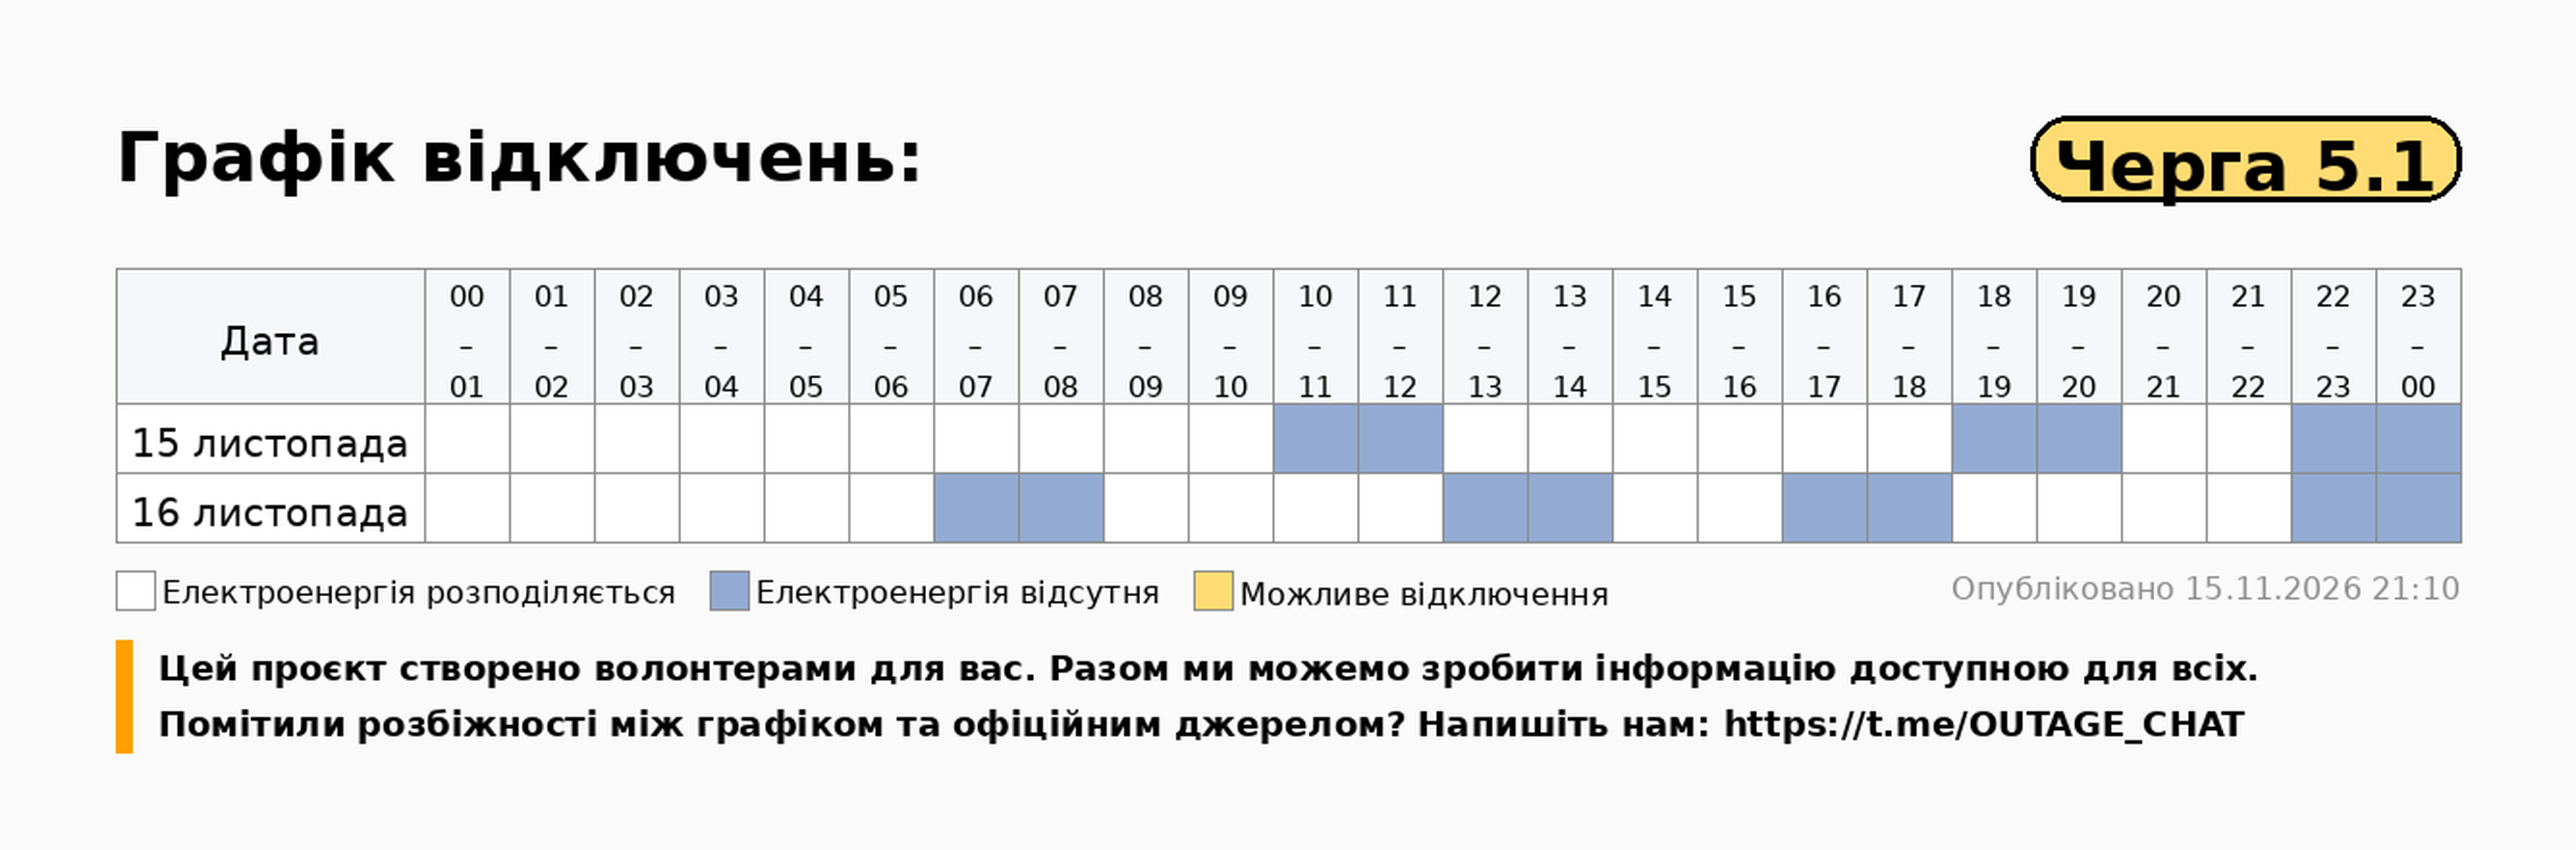 Графік відключень:
Черга 5.1
Дата 00 – 01 01 – 02 02 – 03 03 – 04 04 – 05 05 – 06 06 – 07 07 – 08 08 – 09 09 – 10 10 – 11 11 – 12 12 – 13 13 – 14 14 – 15 15 – 16 16 – 17 17 – 18 18 – 19 19 – 20 20 – 21 21 – 22 22 – 23 23 – 00
15 листопада
16 листопада
Електроенергія розподіляється Електроенергія відсутня Можливе відключення Опубліковано 15.11.2026 21:10
Цей проєкт створено волонтерами для вас. Разом ми можемо зробити інформацію доступною для всіх.
Помітили розбіжності між графіком та офіційним джерелом? Напишіть нам: https://t.me/OUTAGE_CHAT